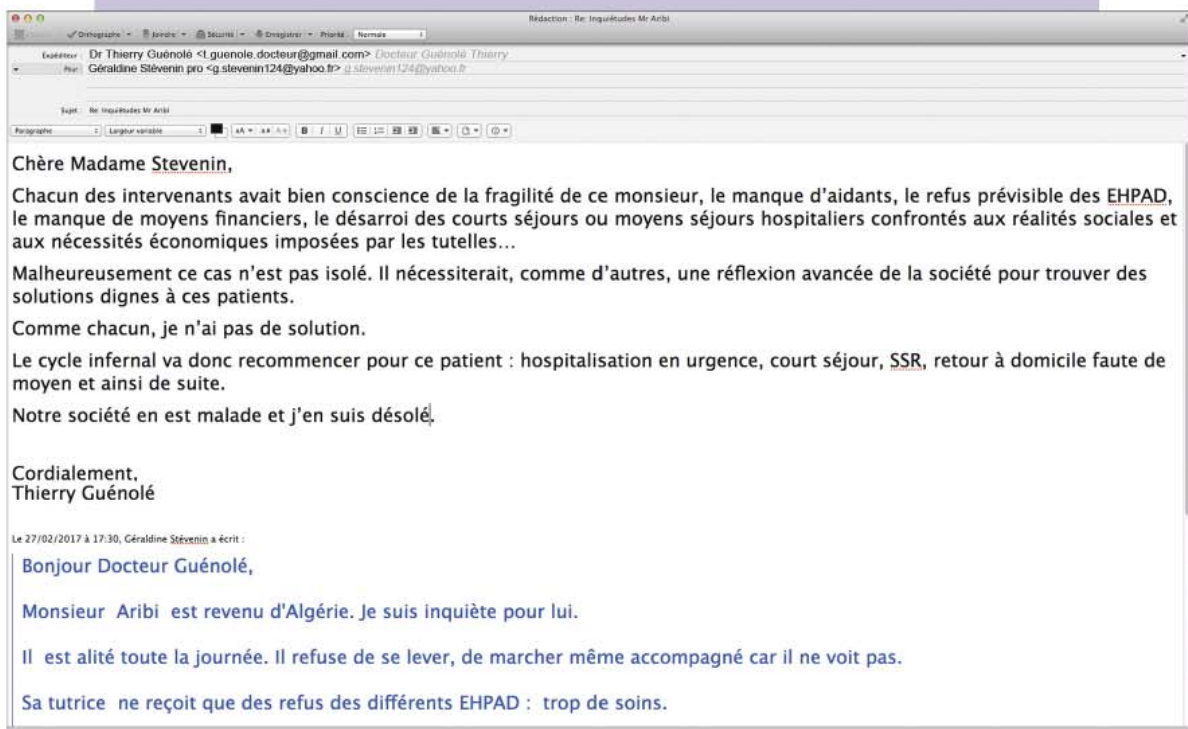 Rédaction : Re: Inquiétudes Mr Aribi
Orthographe Joindre Sécurité Enregistrer Priorité : Normale
Expéditeur : Dr Thierry Guénolé <t.guenole.docteur@gmail.com> Docteur Guénolé Thierry
Pour : Géraldine Stévenin pro <g.stevenin124@yahoo.fr> g.stevenin124@yahoo.fr
Sujet : Re: Inquiétudes Mr Aribi
Paragraphe Largeur variable B I U
Chère Madame Stevenin,
Chacun des intervenants avait bien conscience de la fragilité de ce monsieur, le manque d'aidants, le refus prévisible des EHPAD,
le manque de moyens financiers, le désarroi des courts séjours ou moyens séjours hospitaliers confrontés aux réalités sociales et
aux nécessités économiques imposées par les tutelles...
Malheureusement ce cas n'est pas isolé. Il nécessiterait, comme d'autres, une réflexion avancée de la société pour trouver des
solutions dignes à ces patients.
Comme chacun, je n'ai pas de solution.
Le cycle infernal va donc recommencer pour ce patient : hospitalisation en urgence, court séjour, SSR, retour à domicile faute de
moyen et ainsi de suite.
Notre société en est malade et j'en suis désolé.
Cordialement,
Thierry Guénolé
Le 27/02/2017 à 17:30, Géraldine Stévenin a écrit :
Bonjour Docteur Guénolé,
Monsieur Aribi est revenu d'Algérie. Je suis inquiète pour lui.
Il est alité toute la journée. Il refuse de se lever, de marcher même accompagné car il ne voit pas.
Sa tutrice ne reçoit que des refus des différents EHPAD : trop de soins.